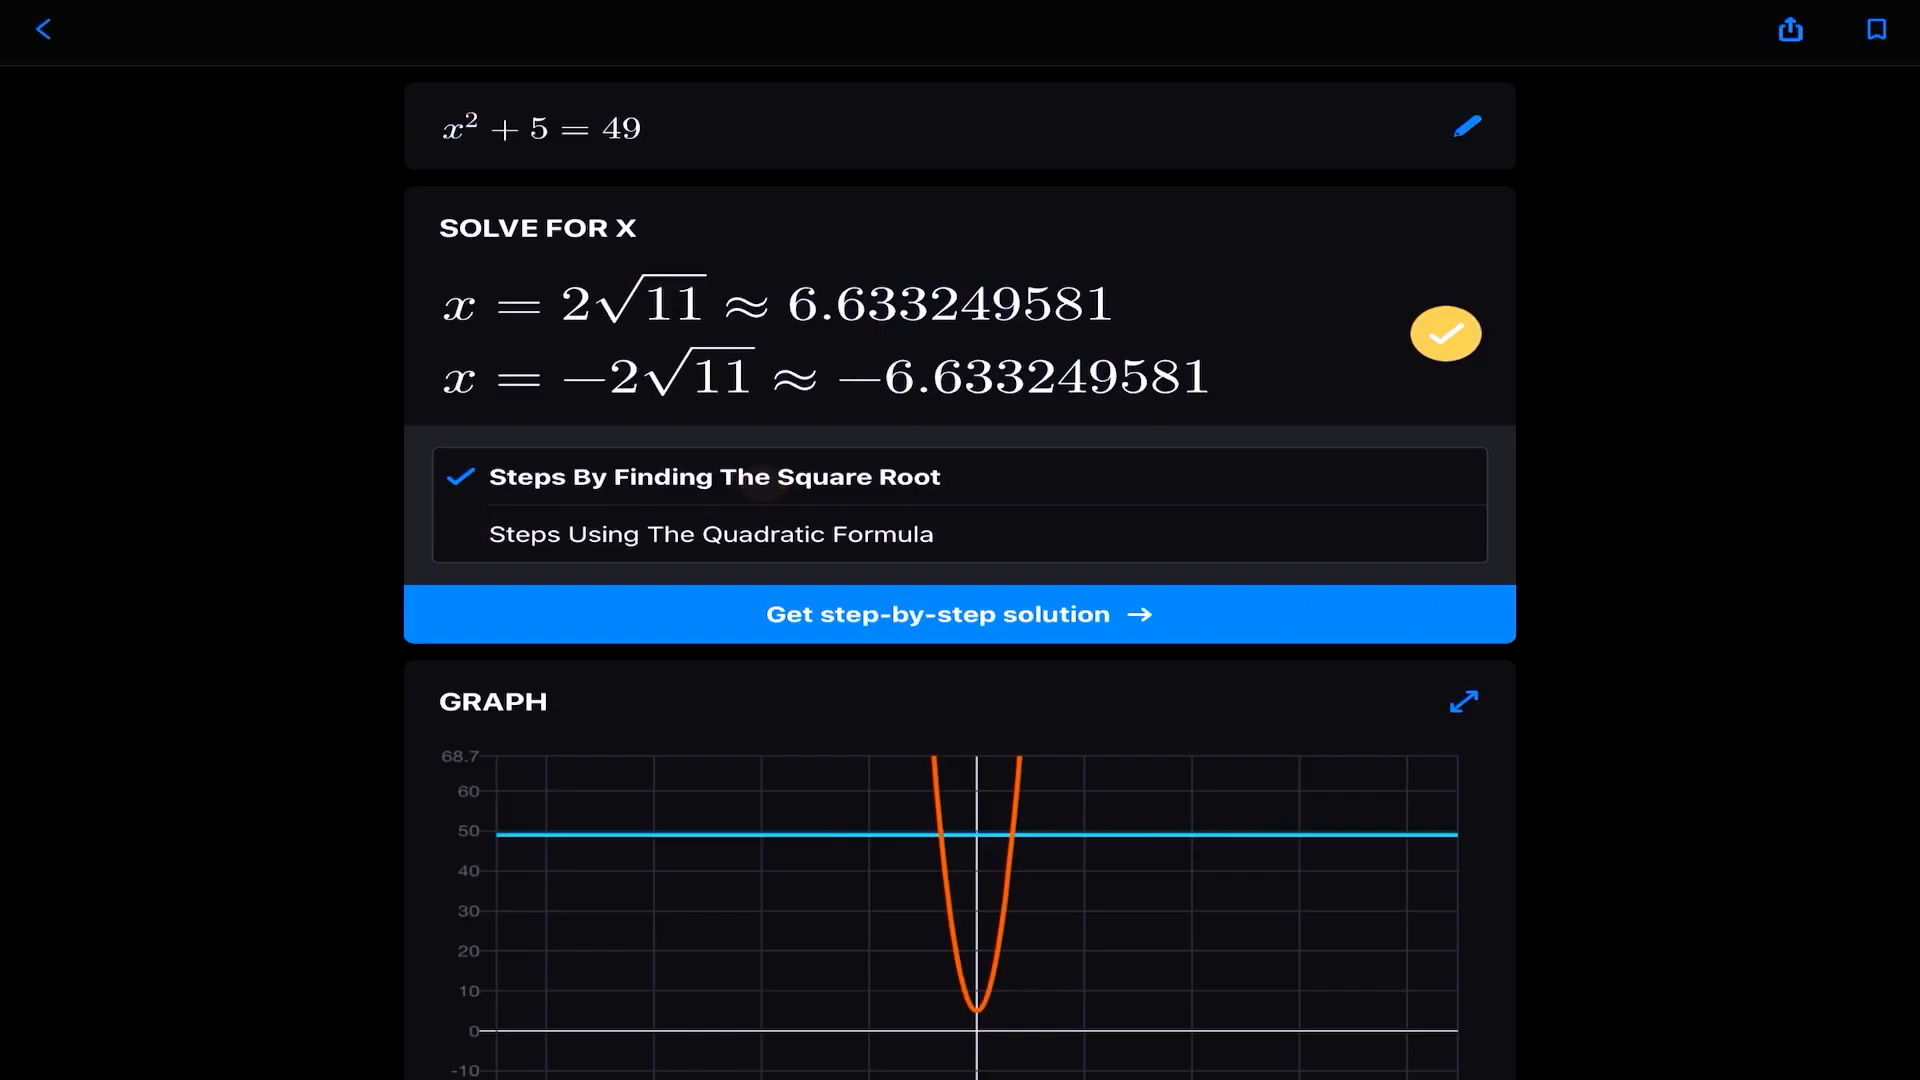 x² + 5 = 49
SOLVE FOR X
x = 2√11 ≈ 6.633249581
x = −2√11 ≈ −6.633249581
Steps By Finding The Square Root
Steps Using The Quadratic Formula
Get step-by-step solution →
GRAPH
68.7
60
50
40
30
20
10
0
-10